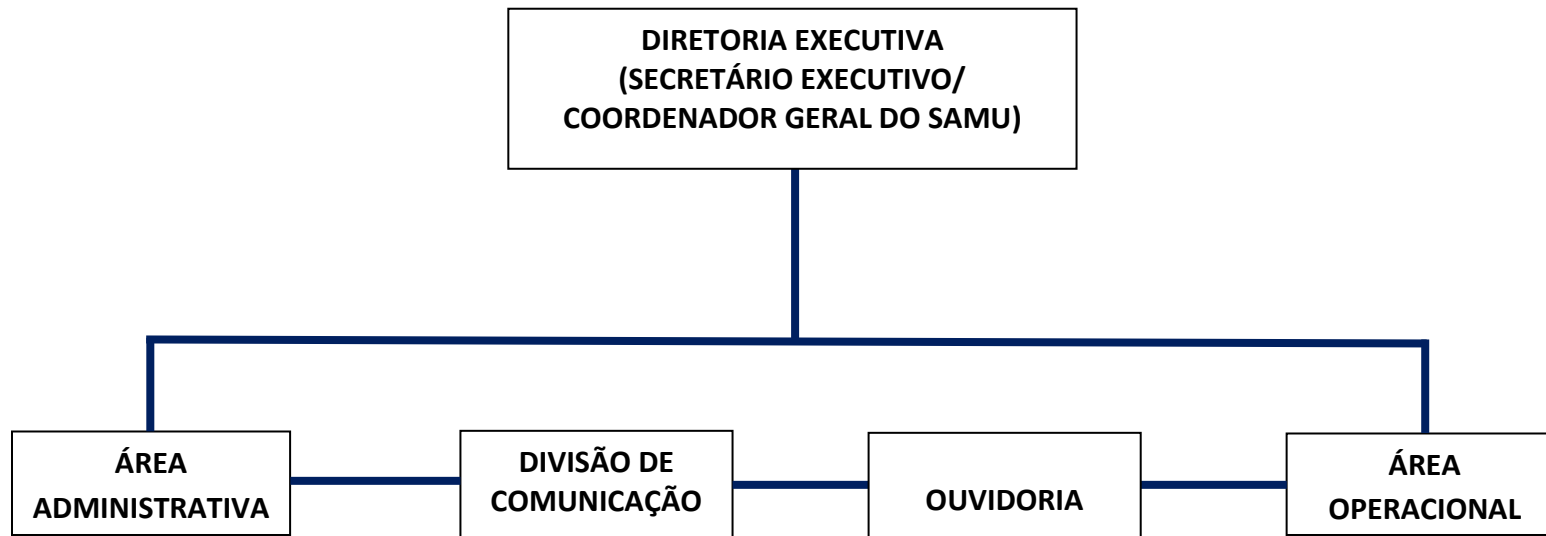 DIRETORIA EXECUTIVA
(SECRETÁRIO EXECUTIVO/
COORDENADOR GERAL DO SAMU)
ÁREA
ADMINISTRATIVA
DIVISÃO DE
COMUNICAÇÃO
OUVIDORIA
ÁREA
OPERACIONAL